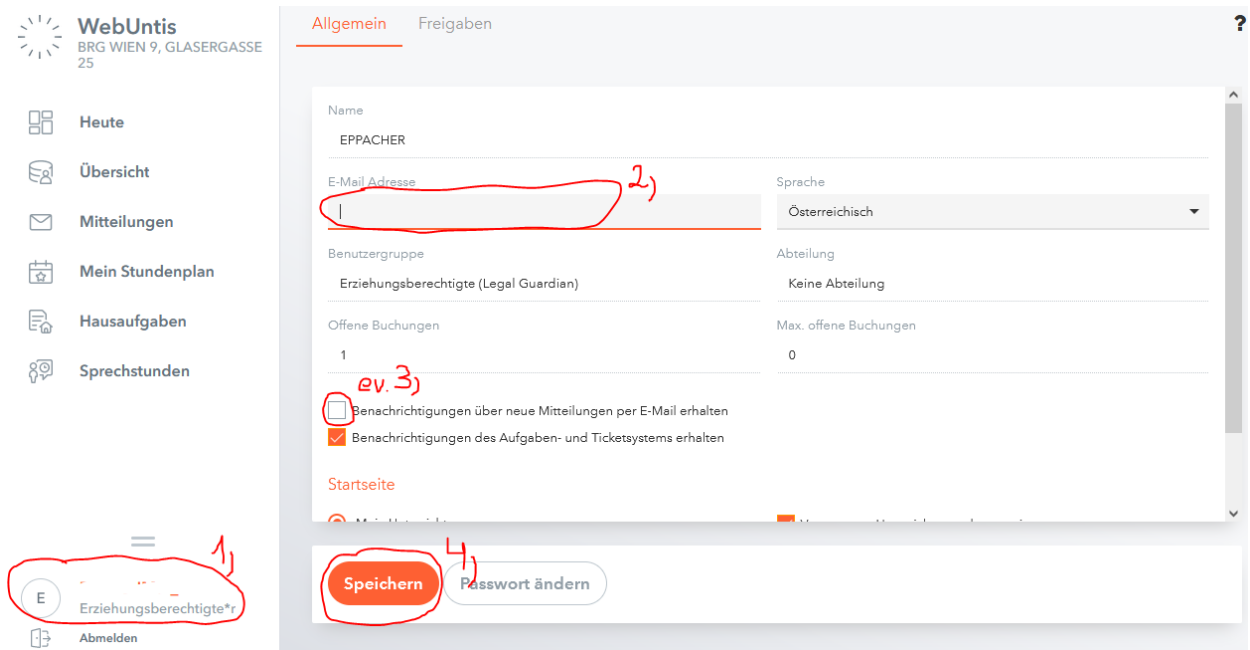 WebUntis
BRG WIEN 9, GLASERGASSE
25
Heute
Übersicht
Mitteilungen
Mein Stundenplan
Hausaufgaben
Sprechstunden
1)
E
Erziehungsberechtigte*r
Abmelden
Allgemein Freigaben
?
Name
EPPACHER
E-Mail Adresse
2)
Sprache
Österreichisch
Benutzergruppe
Erziehungsberechtigte (Legal Guardian)
Abteilung
Keine Abteilung
Offene Buchungen
1
Max. offene Buchungen
0
ev. 3)
Benachrichtigungen über neue Mitteilungen per E-Mail erhalten
Benachrichtigungen des Aufgaben- und Ticketsystems erhalten
Startseite
4)
Speichern Passwort ändern